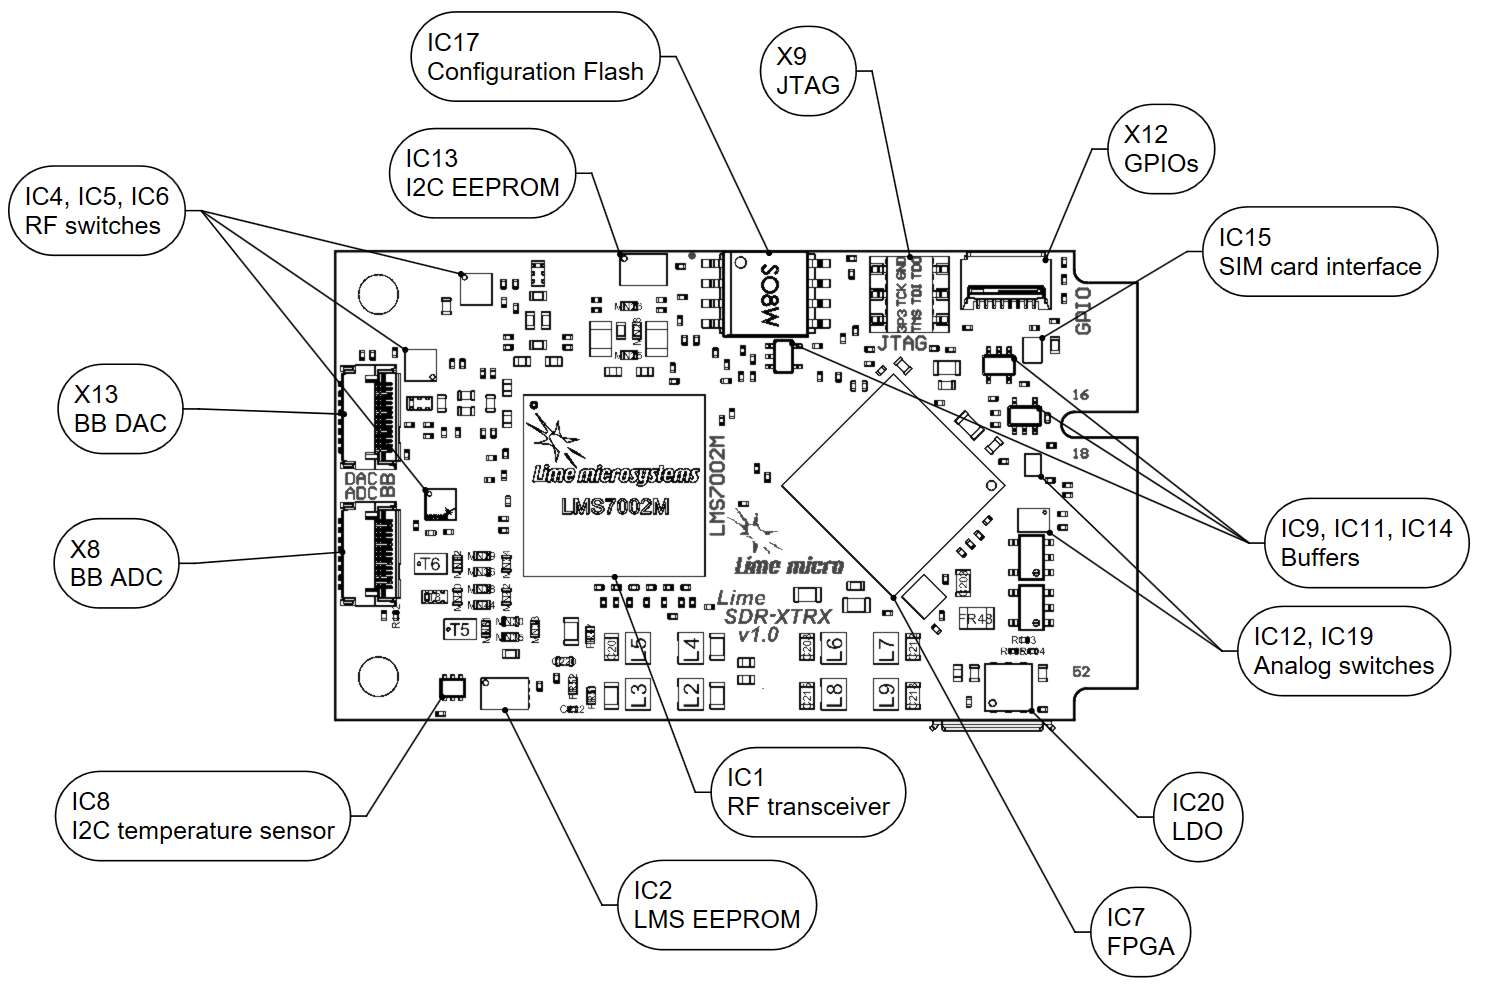 IC17
Configuration Flash
X9
JTAG
X12
GPIOs
IC13
I2C EEPROM
IC4, IC5, IC6
RF switches
IC15
SIM card interface
SO8W
3P3 TCK GND
TMS TDI TDO
JTAG
GPIO
16
X13
BB DAC
18
DAC BB
ADC
Lime microsystems
LMS7002M
LMS7002M
Lime micro
Lime
SDR-XTRX
v1.0
X8
BB ADC
IC9, IC11, IC14
Buffers
T6
T5
L5
L4
L6
L7
L3
L2
L8
L9
FR43
52
IC12, IC19
Analog switches
IC8
I2C temperature sensor
IC1
RF transceiver
IC20
LDO
IC2
LMS EEPROM
IC7
FPGA